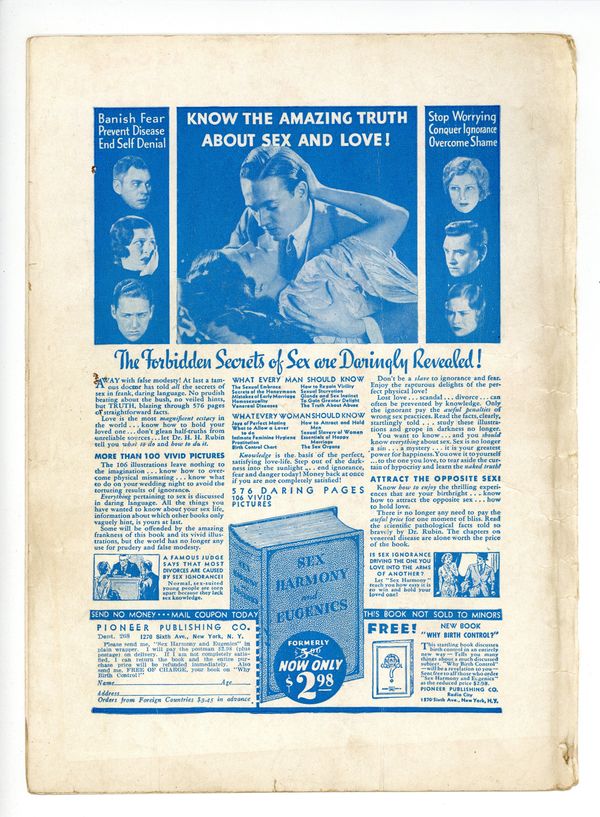 Banish Fear
Prevent Disease
End Self Denial
KNOW THE AMAZING TRUTH
ABOUT SEX AND LOVE!
Stop Worrying
Conquer Ignorance
Overcome Shame
The Forbidden Secrets of Sex are Daringly Revealed!
AWAY with false modesty! At last a fam-
ous doctor has told all the secrets of
sex in frank, daring language. No prudish
beating about the bush, no veiled hints,
but TRUTH, blazing through 576 pages
of straightforward facts.
Love is the most magnificent ecstasy in
the world . . . know how to hold your
loved one . . . don't glean half-truths from
unreliable sources . . . let Dr. H. H. Rubin
tell you what to do and how to do it.
MORE THAN 100 VIVID PICTURES
The 106 illustrations leave nothing to
the imagination . . . know how to over-
come physical mismating . . . know what
to do on your wedding night to avoid the
torturing results of ignorance.
Everything pertaining to sex is discussed
in daring language. All the things you
have wanted to know about your sex life,
information about which other books only
vaguely hint, is yours at last.
Some will be offended by the amazing
frankness of this book and its vivid illust-
rations, but the world has no longer any
use for prudery and false modesty.
A FAMOUS JUDGE
SAYS THAT MOST
DIVORCES ARE CAUSED
BY SEX IGNORANCE!
Normal, sex-suited
young people are torn
apart because they lack
sex knowledge.
WHAT EVERY MAN SHOULD KNOW
The Sexual Embrace
Secrets of the Honeymoon
Mistakes of Early Marriage
Homosexuality
Venereal Diseases
How to Regain Virility
Sexual Starvation
Glands and Sex Instinct
To Gain Greater Delight
The Truth About Abuse
WHAT EVERY WOMAN SHOULD KNOW
Joys of Perfect Mating
What to Allow a Lover
to do
Intimate Feminine Hygiene
Prostitution
Birth Control Chart
How to Attract and Hold
Men
Sexual Slavery of Women
Essentials of Happy
Marriage
The Sex Organs
Knowledge is the basis of the perfect,
satisfying love-life. Step out of the dark-
ness into the sunlight . . . end ignorance,
fear and danger today! Money back at once
if you are not completely satisfied!
576 DARING PAGES
106 VIVID
PICTURES
Don't be a slave to ignorance and fear.
Enjoy the rapturous delights of the per-
fect physical love!
Lost love . . . scandal . . . divorce . . . can
often be prevented by knowledge. Only
the ignorant pay the awful penalties of
wrong sex practices. Read the facts, clearly,
startlingly told . . . study these illustra-
tions and grope in darkness no longer.
You want to know . . . and you should
know everything about sex. Sex is no longer
a sin . . . a mystery . . . it is your greatest
power for happiness. You owe it to yourself
. . . to the one you love, to tear aside the cur-
tain of hypocrisy and learn the naked truth!
ATTRACT THE OPPOSITE SEX!
Know how to enjoy the thrilling experi-
ences that are your birthright . . . know
how to attract the opposite sex . . . how
to hold love.
There is no longer any need to pay the
awful price for one moment of bliss. Read
the scientific pathological facts told so
bravely by Dr. Rubin. The chapters on
venereal disease are alone worth the price
of the book.
IS SEX IGNORANCE
DRIVING THE ONE YOU
LOVE INTO THE ARMS
OF ANOTHER?
Let "Sex Harmony" teach
you how easy it is
to win and hold your
loved one!
SEX
HARMONY
AND
EUGENICS
FORMERLY
5.00
NOW ONLY
$2.98
SEND NO MONEY • • • MAIL COUPON TODAY
THIS BOOK NOT SOLD TO MINORS
PIONEER PUBLISHING CO.
Dept. 268 1270 Sixth Ave., New York, N. Y.
Please send me, "Sex Harmony and Eugenics" in
plain wrapper. I will pay the postman $2.98 (plus
postage) on delivery. If I am not completely satis-
fied, I can return the book and the entire pur-
chase price will be refunded immediately. Also
send me, FREE OF CHARGE, your book on "Why
Birth Control?"
Name Age
Address
Orders from Foreign Countries $3.45 in advance
FREE!
NEW BOOK
"WHY BIRTH CONTROL?"
This startling book discusses
birth control in an entirely
new way—Tells you many
things about a much discussed
subject. "Why Birth Control"
—will be a revelation to you—
Sent free to all those who order
"Sex Harmony and Eugenics"
at the reduced price $2.98.
PIONEER PUBLISHING CO.
Radio City
1270 Sixth Ave., New York, N.Y.